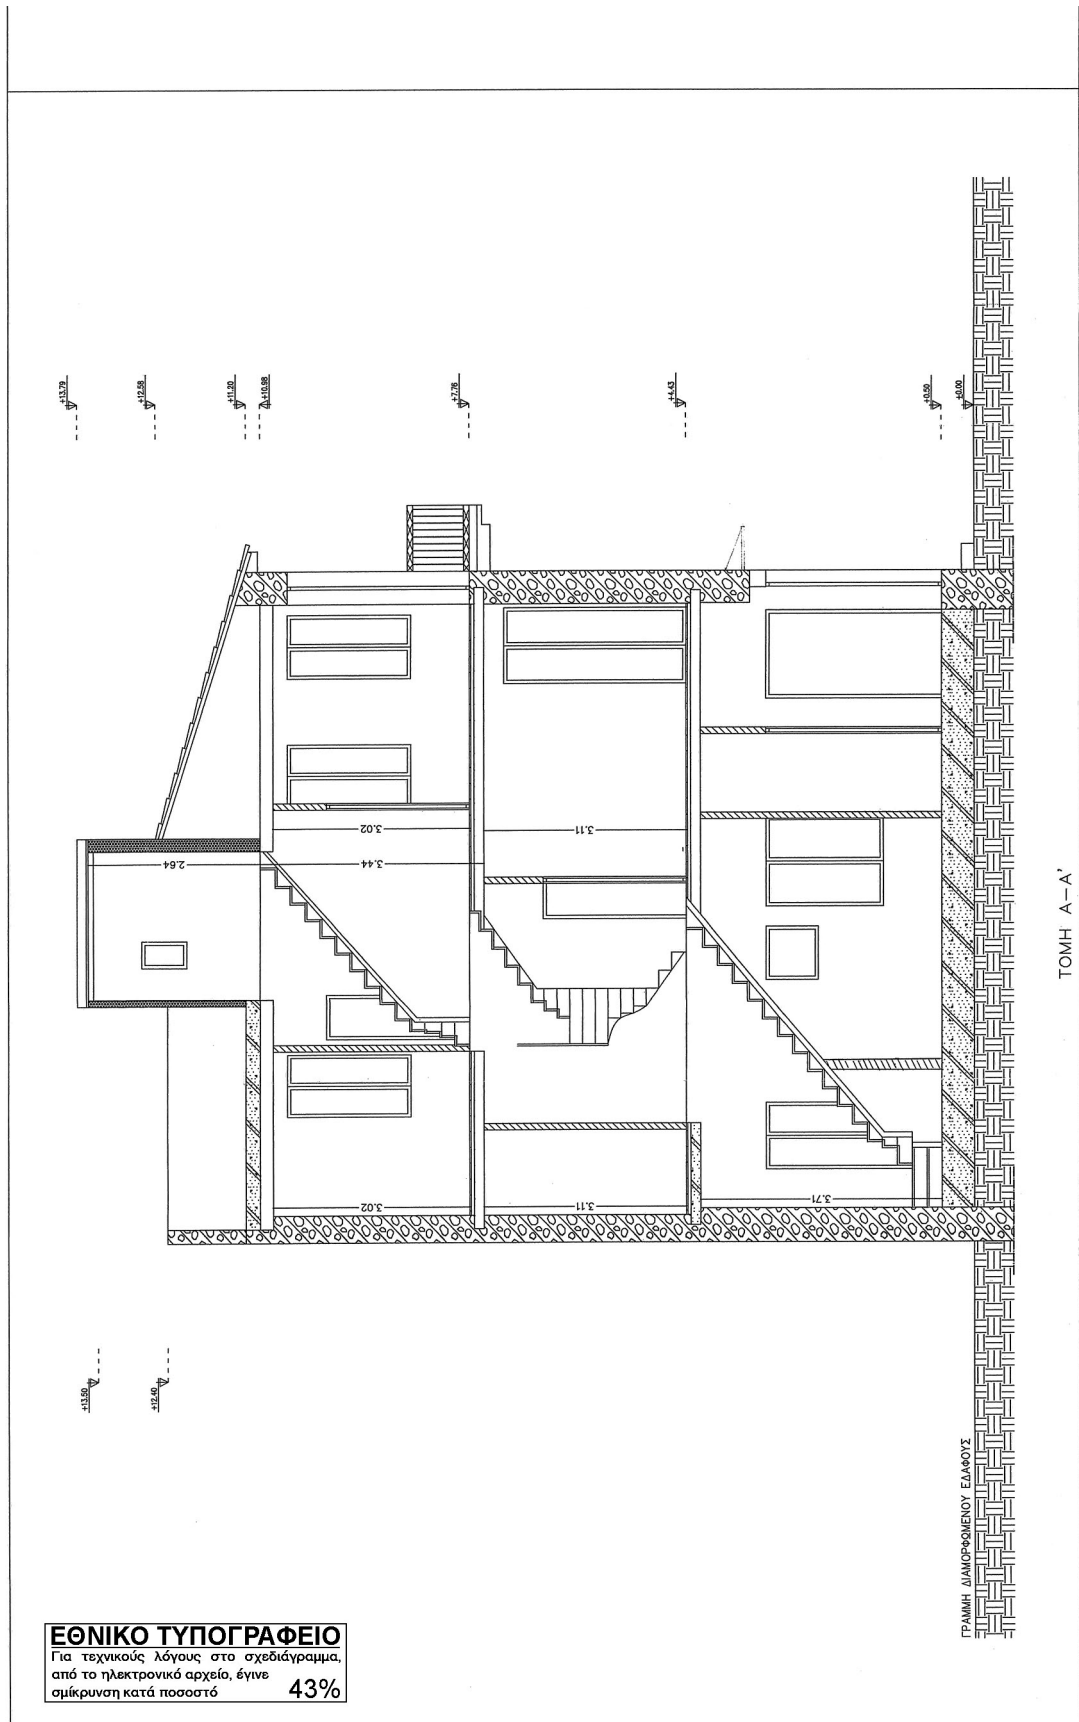 +13.79
+12.58
+11.20
+10.98
+7.76
+4.43
+0.50
±0.00
3.02
3.11
2.64
3.44
3.02
3.11
3.71
ΤΟΜΗ Α-Α'
+13.50
+12.40
ΓΡΑΜΜΗ ΔΙΑΜΟΡΦΩΜΕΝΟΥ ΕΔΑΦΟΥΣ
ΕΘΝΙΚΟ ΤΥΠΟΓΡΑΦΕΙΟ
Για τεχνικούς λόγους στο σχεδιάγραμμα,
από το ηλεκτρονικό αρχείο, έγινε
σμίκρυνση κατά ποσοστό 43%